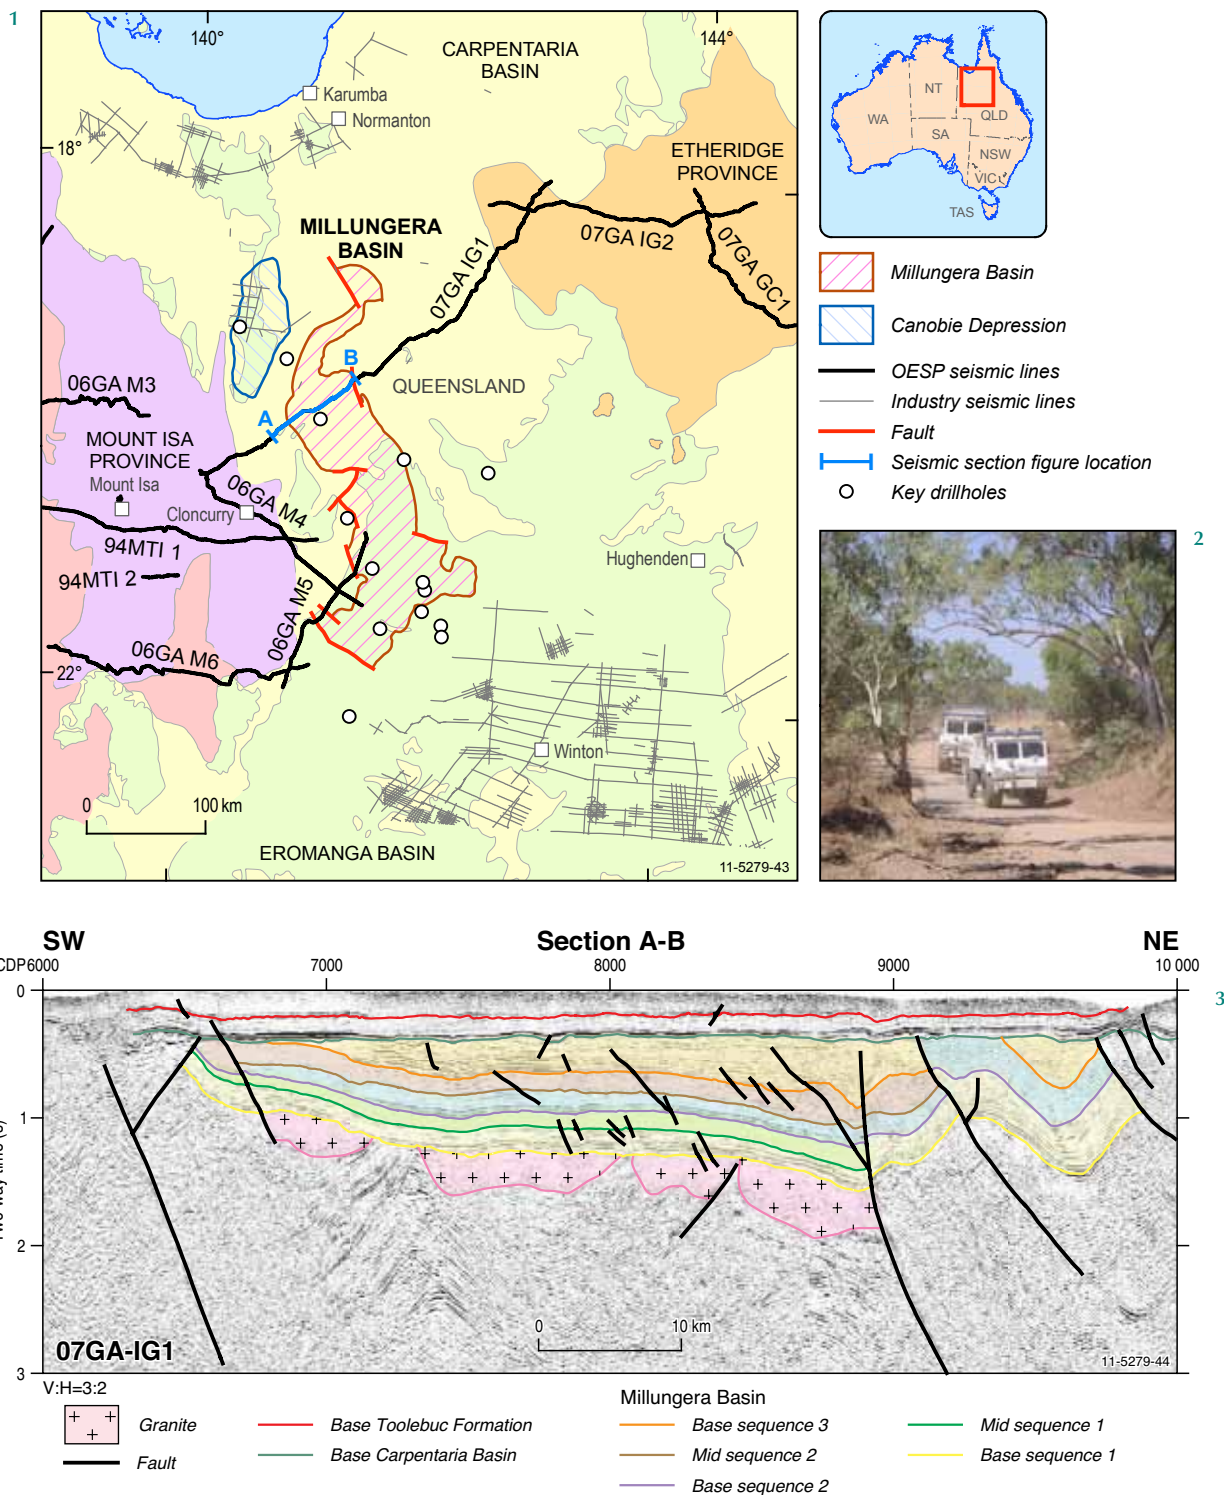 1
140°
144°
CARPENTARIA
BASIN
Karumba
Normanton
18°
ETHERIDGE
PROVINCE
MILLUNGERA
BASIN
07GA IG1
07GA IG2
07GA GC1
B
QUEENSLAND
06GA M3
A
MOUNT ISA
PROVINCE
Mount Isa
Cloncurry
06GA M4
94MTI 1
94MTI 2
Hughenden
06GA M5
06GA M6
22°
Winton
0
100 km
EROMANGA BASIN
11-5279-43
WA
NT
QLD
SA
NSW
VIC
TAS
Millungera Basin
Canobie Depression
OESP seismic lines
Industry seismic lines
Fault
Seismic section figure location
Key drillholes
2
SW
Section A-B
NE
CDP6000
7000
8000
9000
10 000
3
0
1
2
3
0
10 km
07GA-IG1
11-5279-44
V:H=3:2
Granite
Fault
Base Toolebuc Formation
Base Carpentaria Basin
Millungera Basin
Base sequence 3
Mid sequence 2
Base sequence 2
Mid sequence 1
Base sequence 1